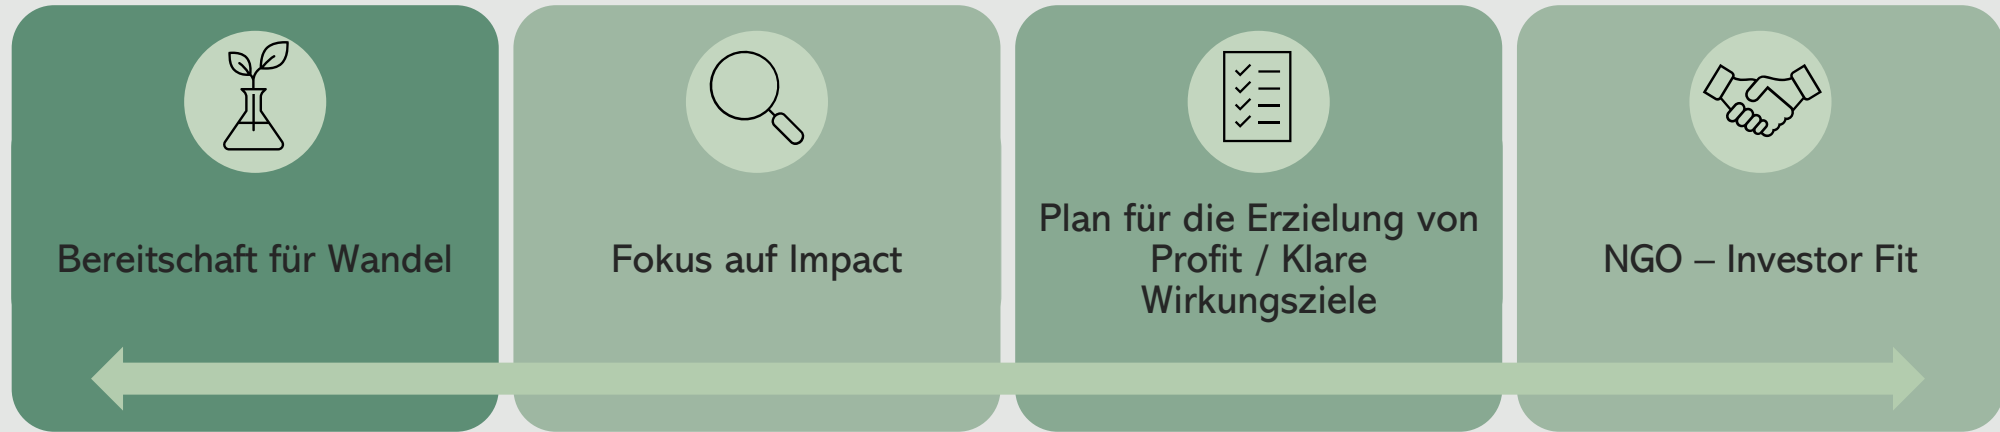 Bereitschaft für Wandel
Fokus auf Impact
Plan für die Erzielung von
Profit / Klare
Wirkungsziele
NGO – Investor Fit